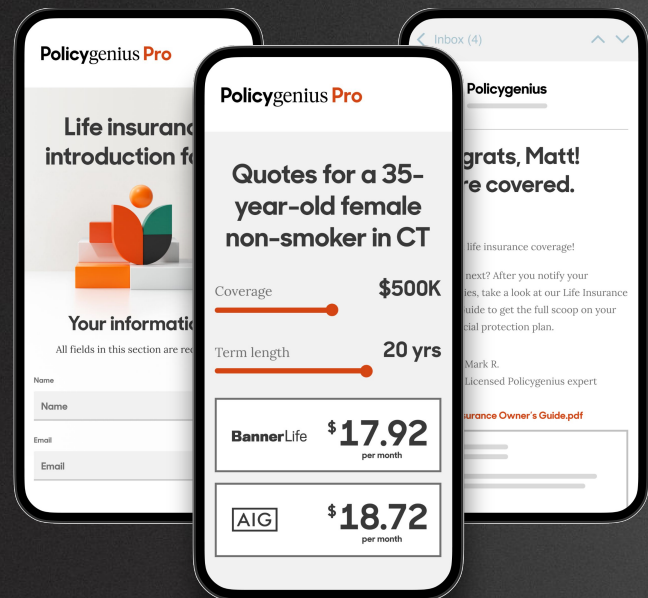 Policygenius Pro
Life insuranc
introduction fo
Your informatio
All fields in this section are re
Name
Name
Email
Email
Policygenius Pro
Quotes for a 35-
year-old female
non-smoker in CT
Coverage
$500K
Term length
20 yrs
BannerLife
$17.92
per month
AIG
$18.72
per month
Inbox (4)
Policygenius
grats, Matt!
re covered.
life insurance coverage!
next? After you notify your
ies, take a look at our Life Insurance
uide to get the full scoop on your
cial protection plan.
Mark R.
Licensed Policygenius expert
surance Owner's Guide.pdf